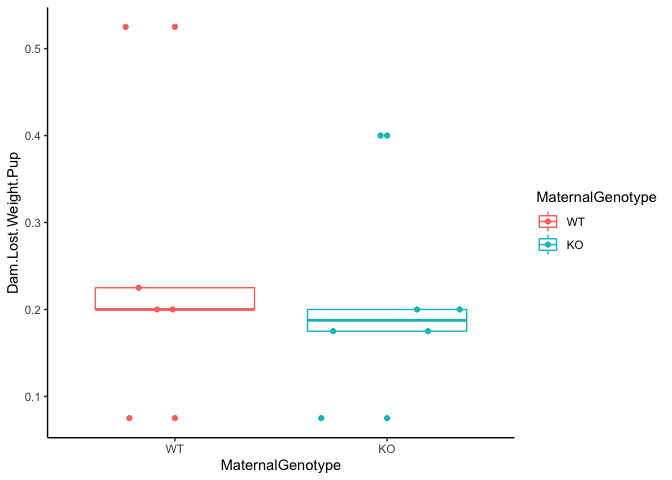 Dam.Lost.Weight.Pup
0.5
0.4
0.3
0.2
0.1
WT
KO
MaternalGenotype
MaternalGenotype
WT
KO